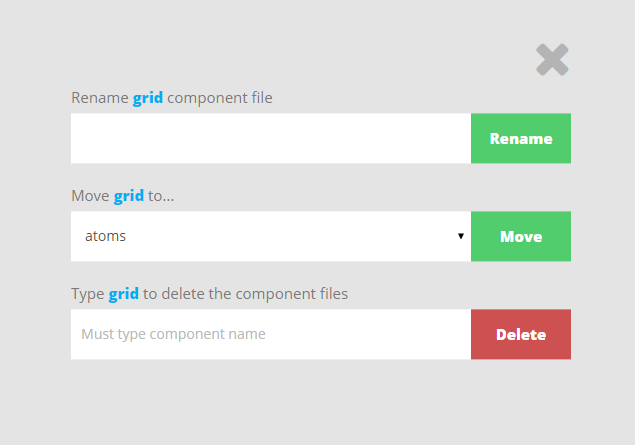 Rename grid component file
Rename
Move grid to...
atoms
Move
Type grid to delete the component files
Must type component name
Delete